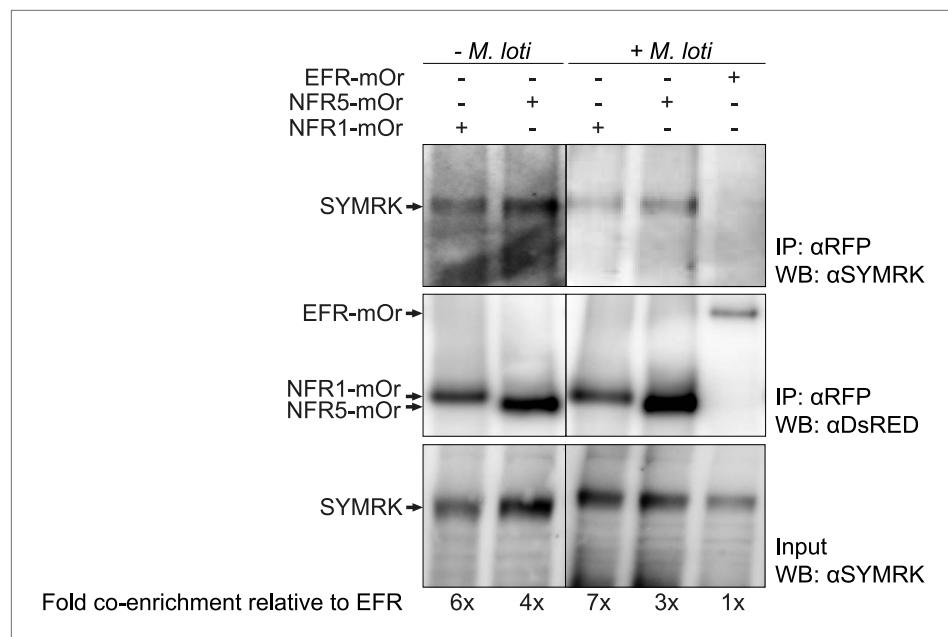 - M. loti + M. loti
EFR-mOr - - - - +
NFR5-mOr - + - + -
NFR1-mOr + - + - -
SYMRK
IP: αRFP
WB: αSYMRK
EFR-mOr
NFR1-mOr
NFR5-mOr
IP: αRFP
WB: αDsRED
SYMRK
Input
WB: αSYMRK
Fold co-enrichment relative to EFR 6x 4x 7x 3x 1x